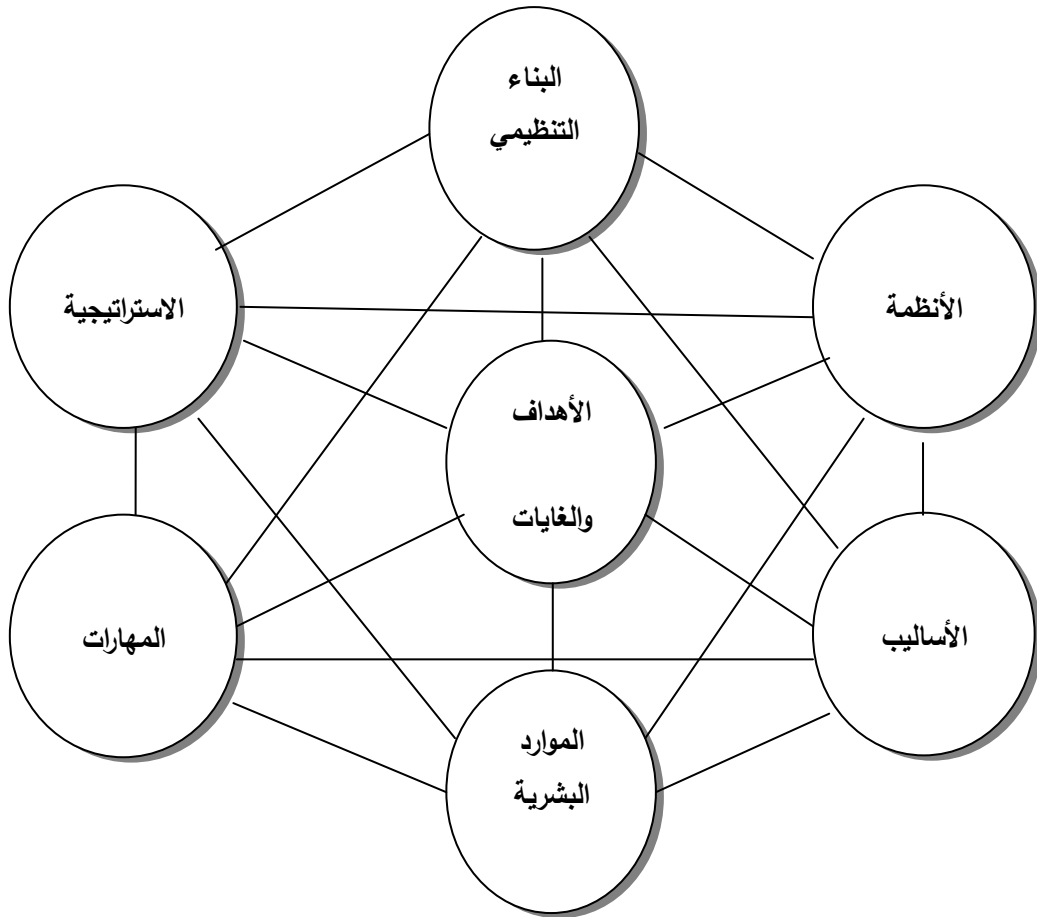 البناء
التنظيمي
الأنظمة
الاستراتيجية
الأهداف
والغايات
الأساليب
المهارات
الموارد
البشرية